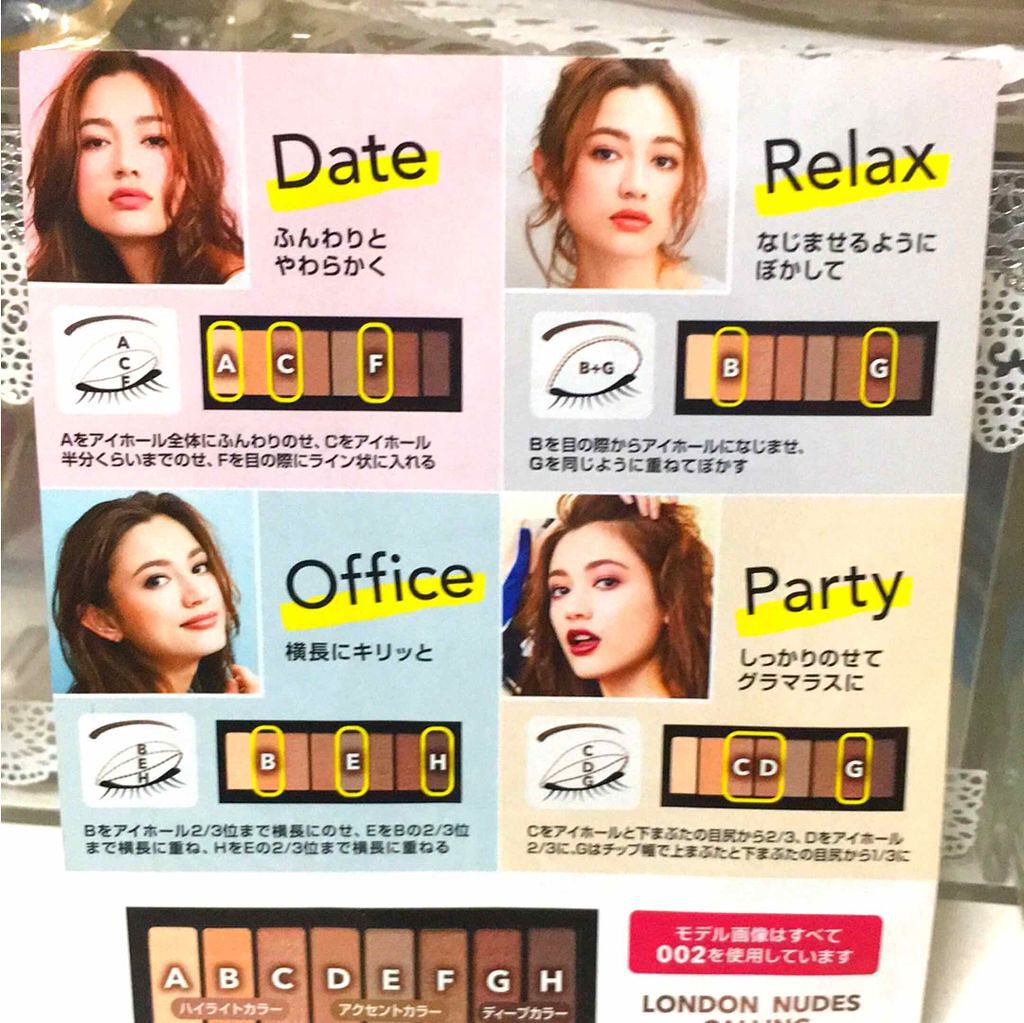 Date
ふんわりと
やわらかく
A
C
F
A C F
Aをアイホール全体にふんわりのせ、Cをアイホール
半分くらいまでのせ、Fを目の際にライン状に入れる
Relax
なじませるように
ぼかして
B+G
B G
Bを目の際からアイホールになじませ、
Gを同じように重ねてぼかす
Office
横長にキリッと
B
E
H
B E H
Bをアイホール2/3位まで横長にのせ、EをBの2/3位
まで横長に重ね、HをEの2/3位まで横長に重ねる
Party
しっかりのせて
グラマラスに
C
D
G
C D G
Cをアイホールと下まぶたの目尻から2/3、Dをアイホール
2/3に。Gはチップ幅で上まぶたと下まぶたの目尻から1/3に
A B C D E F G H
ハイライトカラー アクセントカラー ディープカラー
モデル画像はすべて
002を使用しています
LONDON NUDES
CALLING